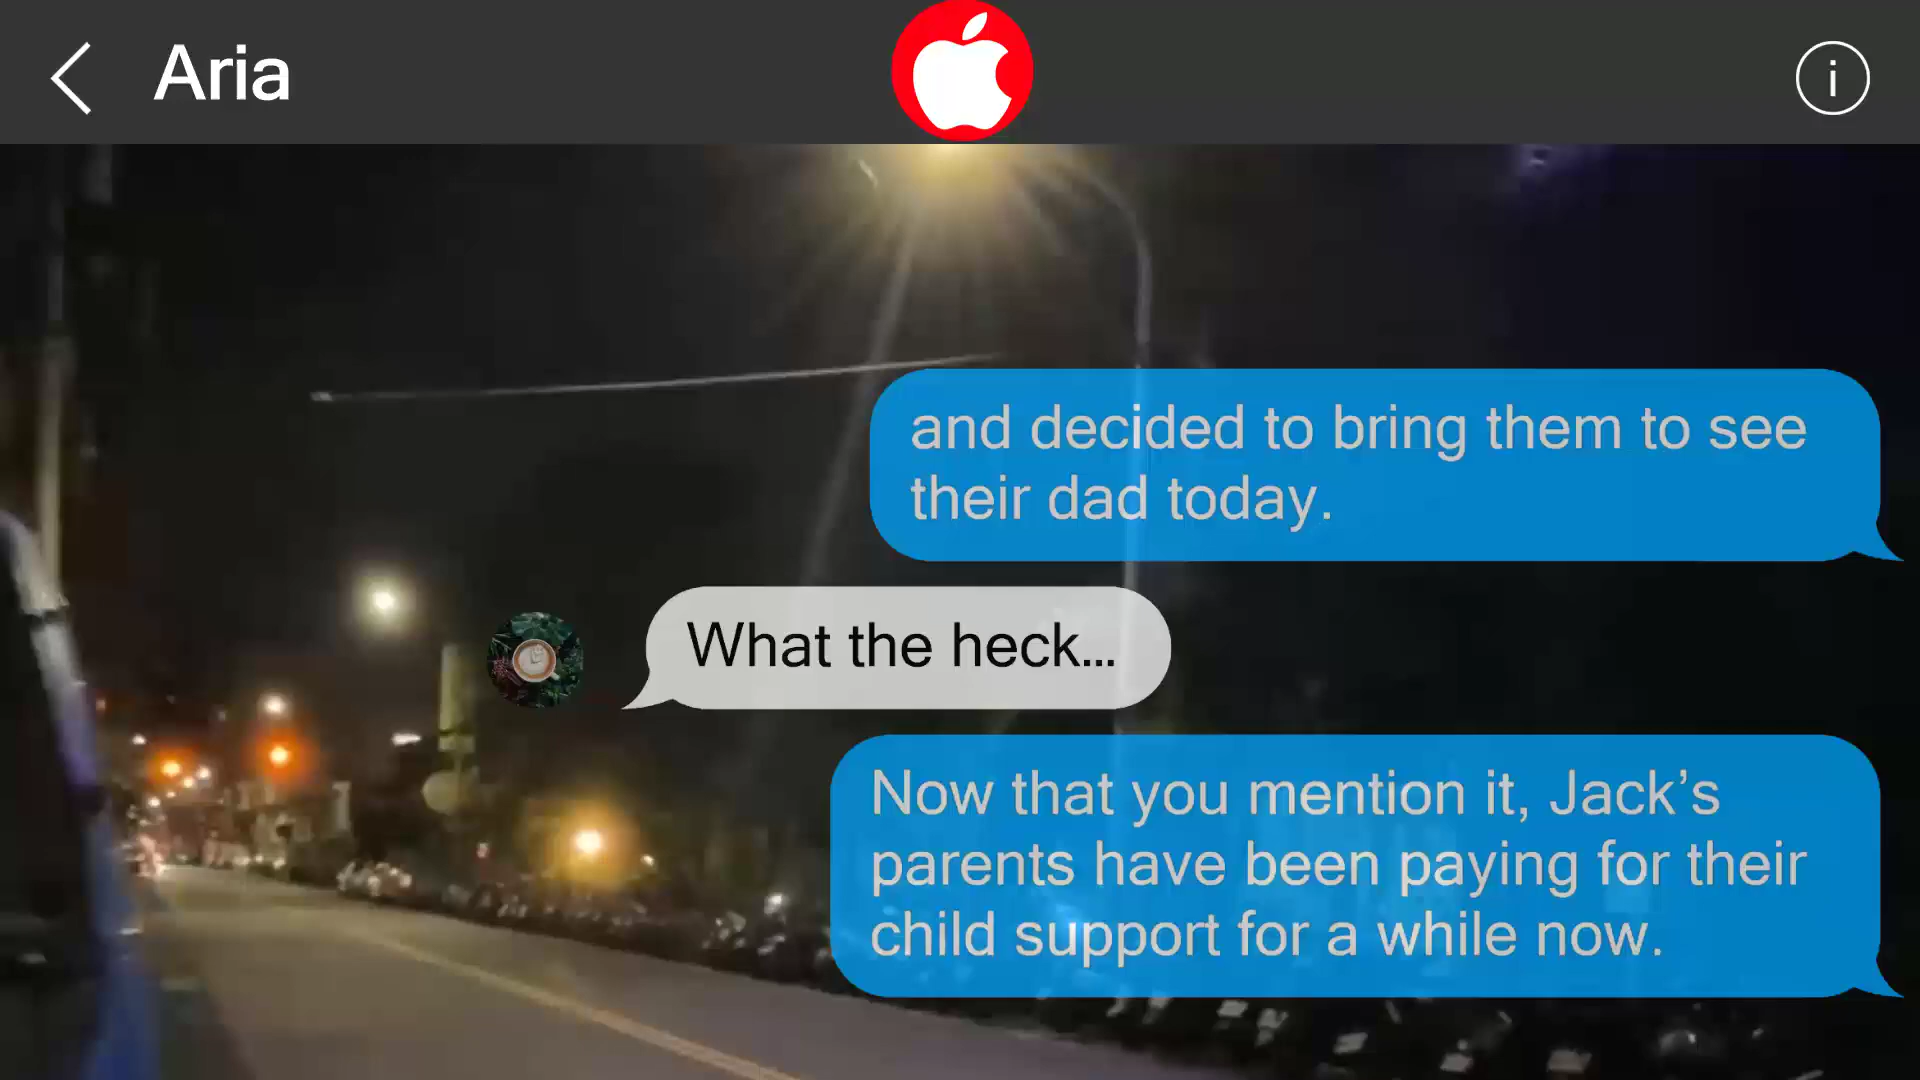 Aria
i
and decided to bring them to see
their dad today.
What the heck...
Now that you mention it, Jack’s
parents have been paying for their
child support for a while now.